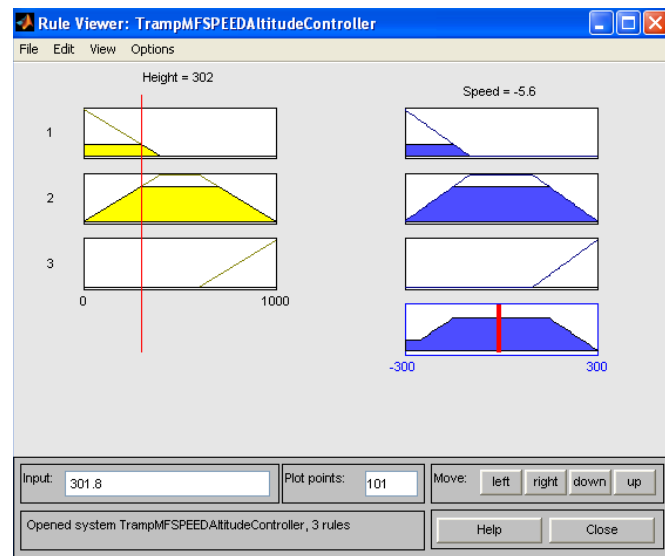 Rule Viewer: TrampMFSPEEDAltitudeController
File Edit View Options
Height = 302
Speed = -5.6
1
2
3
0 1000
-300 300
Input: 301.8 Plot points: 101 Move: left right down up
Opened system TrampMFSPEEDAltitudeController, 3 rules Help Close